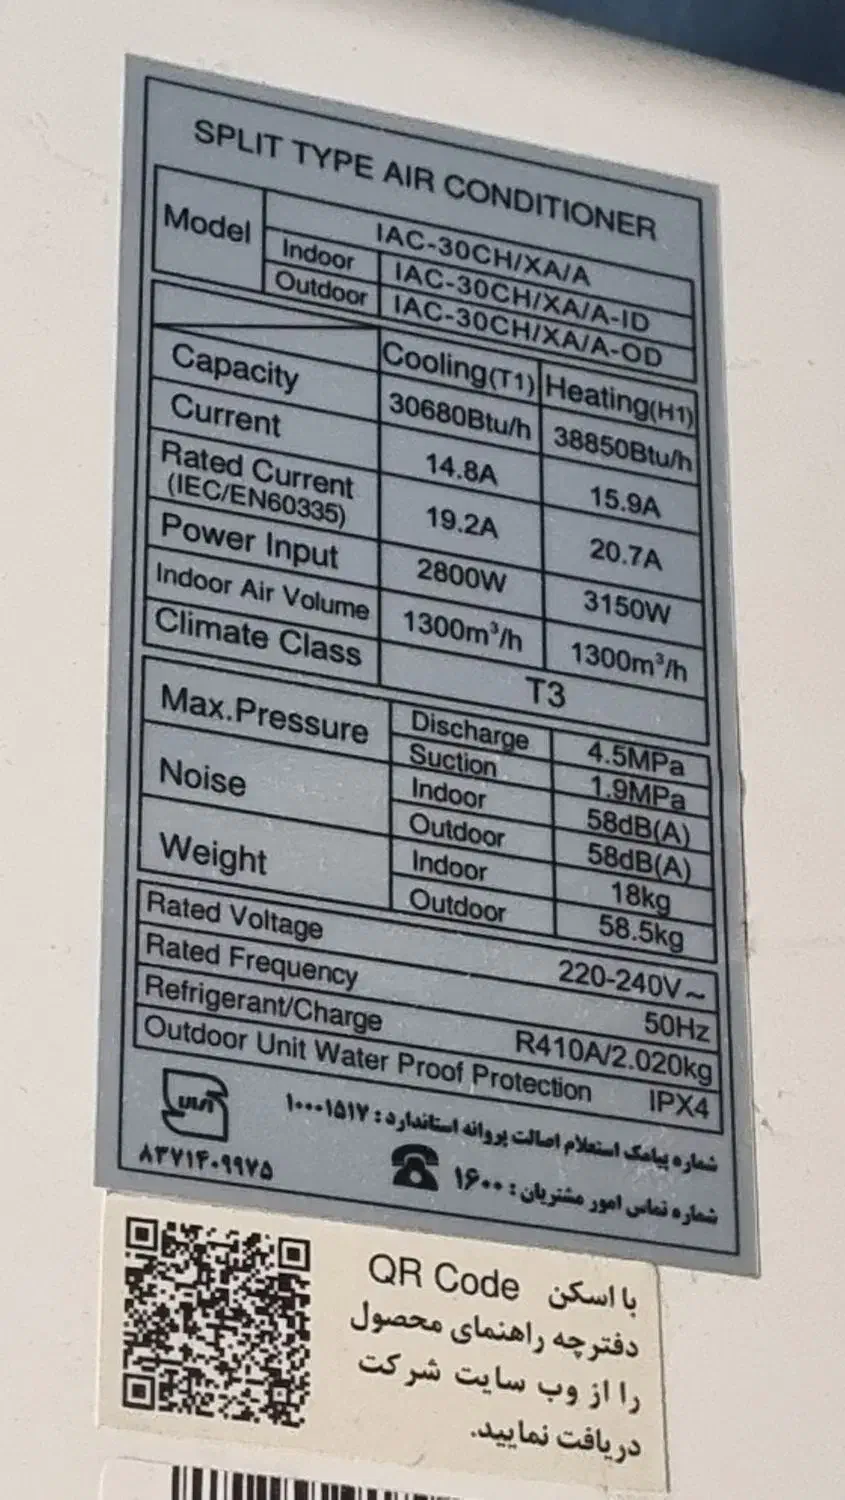 SPLIT TYPE AIR CONDITIONER
Model IAC-30CH/XA/A
Indoor IAC-30CH/XA/A-ID
Outdoor IAC-30CH/XA/A-OD
Cooling(T1) Heating(H1)
Capacity 30680Btu/h 38850Btu/h
Current 14.8A 15.9A
Rated Current (IEC/EN60335) 19.2A 20.7A
Power Input 2800W 3150W
Indoor Air Volume 1300m³/h 1300m³/h
Climate Class T3
Max.Pressure Discharge 4.5MPa
Suction 1.9MPa
Noise Indoor 58dB(A)
Outdoor 58dB(A)
Weight Indoor 18kg
Outdoor 58.5kg
Rated Voltage 220-240V~
Rated Frequency 50Hz
Refrigerant/Charge R410A/2.020kg
Outdoor Unit Water Proof Protection IPX4
شماره پیامک استعلام اصالت پروانه استاندارد : ۱۰۰۰۱۵۱۷
شماره تماس امور مشتریان : ۱۶۰۰
۸۳۷۱۴۰۹۹۷۵
با اسکن QR Code
دفترچه راهنمای محصول
را از وب سایت شرکت
دریافت نمایید.